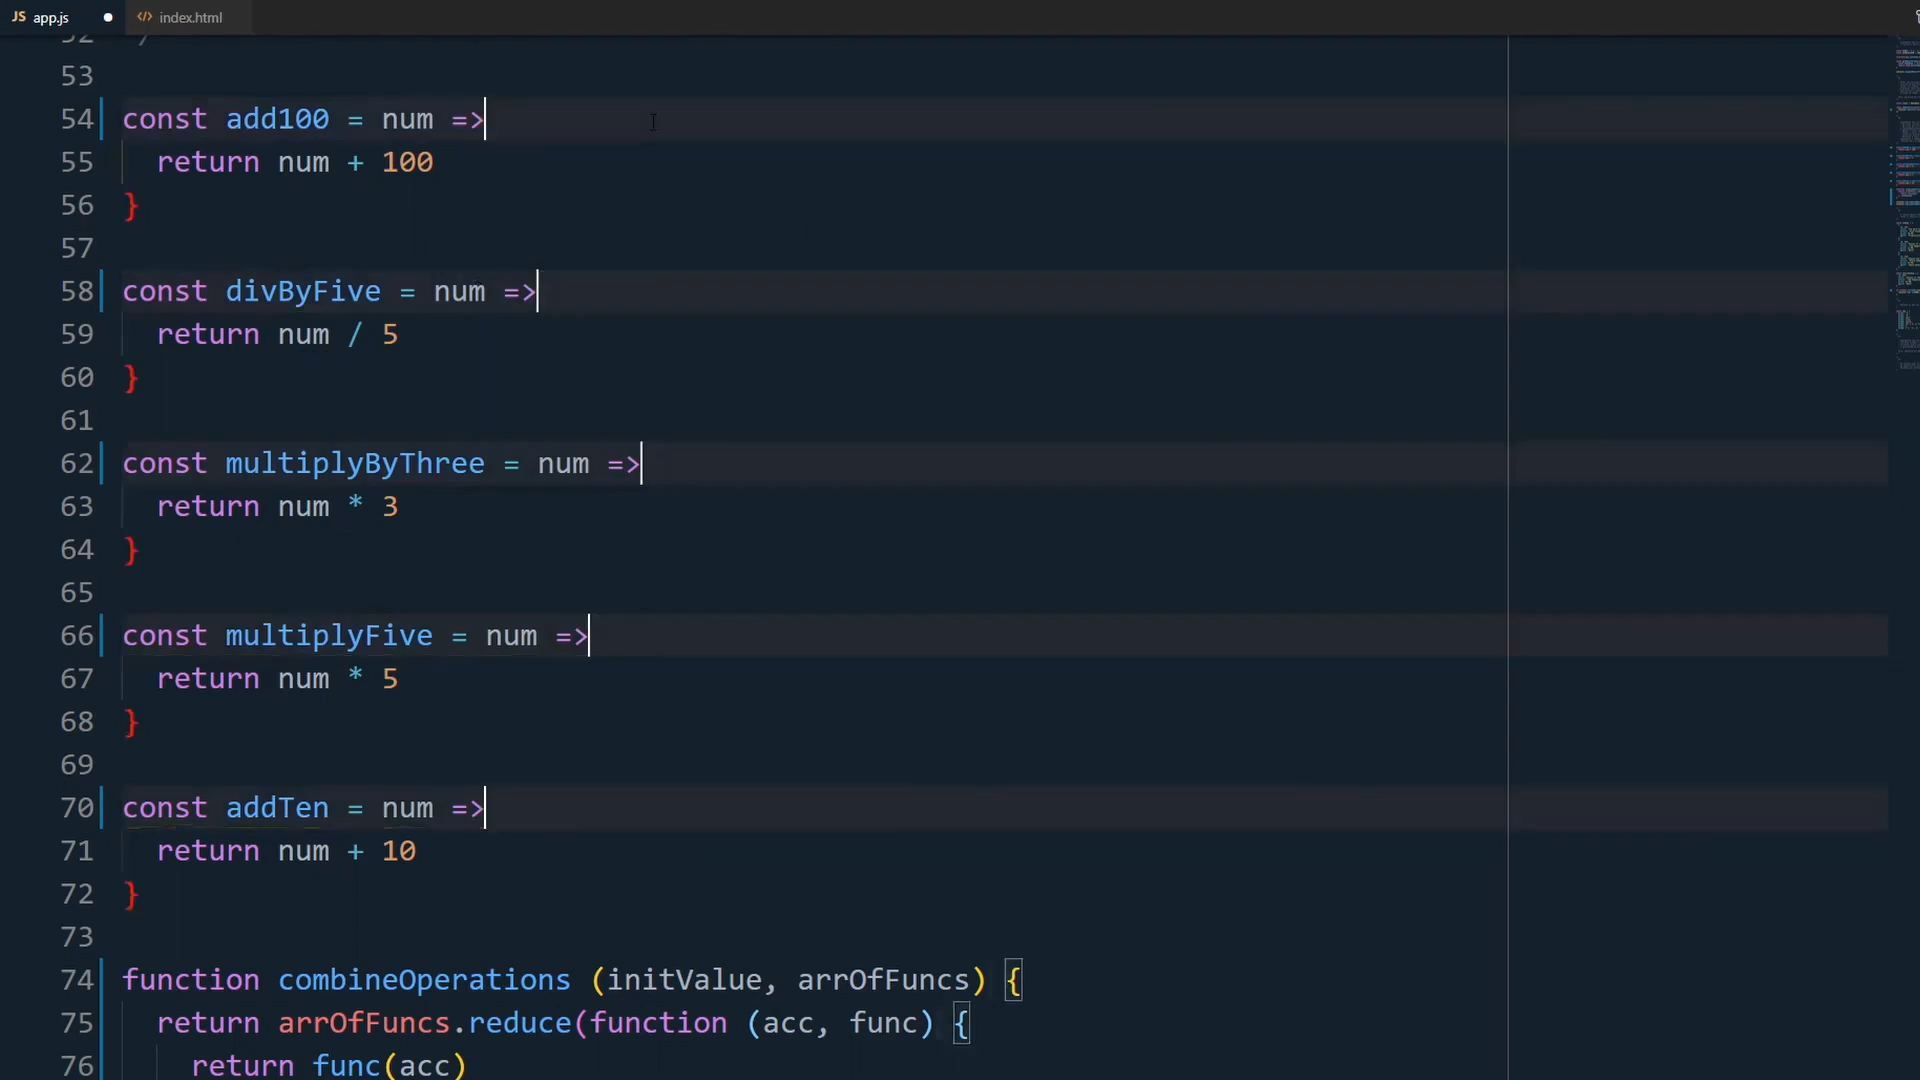 JS app.js ● </> index.html
52 /
53
54 const add100 = num =>
55 return num + 100
56 }
57
58 const divByFive = num =>
59 return num / 5
60 }
61
62 const multiplyByThree = num =>
63 return num * 3
64 }
65
66 const multiplyFive = num =>
67 return num * 5
68 }
69
70 const addTen = num =>
71 return num + 10
72 }
73
74 function combineOperations (initValue, arrOfFuncs) {
75 return arrOfFuncs.reduce(function (acc, func) {
76 return func(acc)